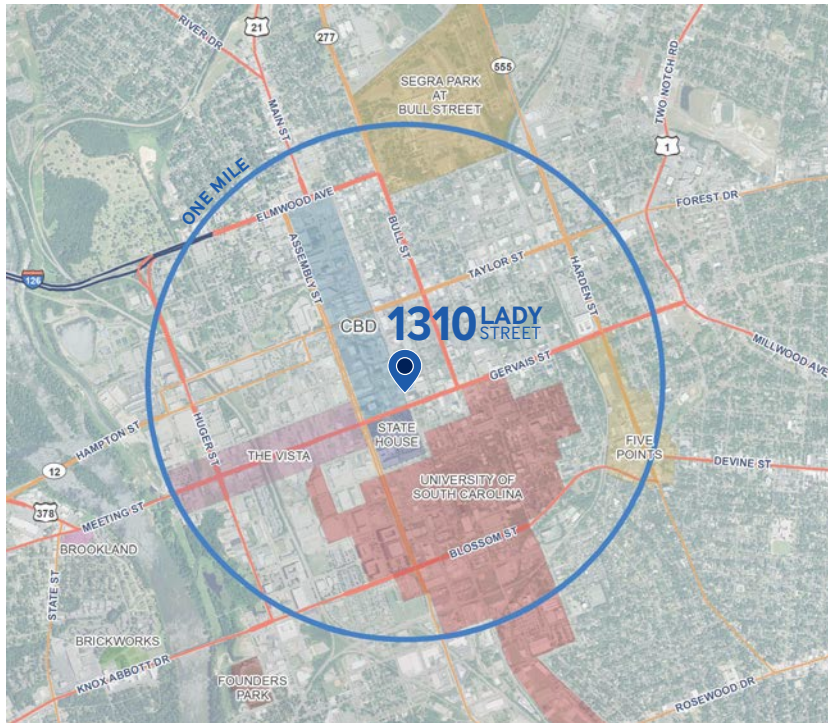 RIVER DR
21
277
555
SEGRA PARK
AT
BULL STREET
TWO NOTCH RD
MAIN ST
1
ONE MILE
ELMWOOD AVE
FOREST DR
BULL ST
ASSEMBLY ST
TAYLOR ST
HARDEN ST
126
CBD
1310 LADY
STREET
GERVAIS ST
MILLWOOD AVE
HUGER ST
HAMPTON ST
STATE
HOUSE
THE VISTA
FIVE
POINTS
12
UNIVERSITY OF
SOUTH CAROLINA
DEVINE ST
378
MEETING ST
BROOKLAND
BLOSSOM ST
STATE ST
BRICKWORKS
KNOX ABBOTT DR
FOUNDERS
PARK
ROSEWOOD DR